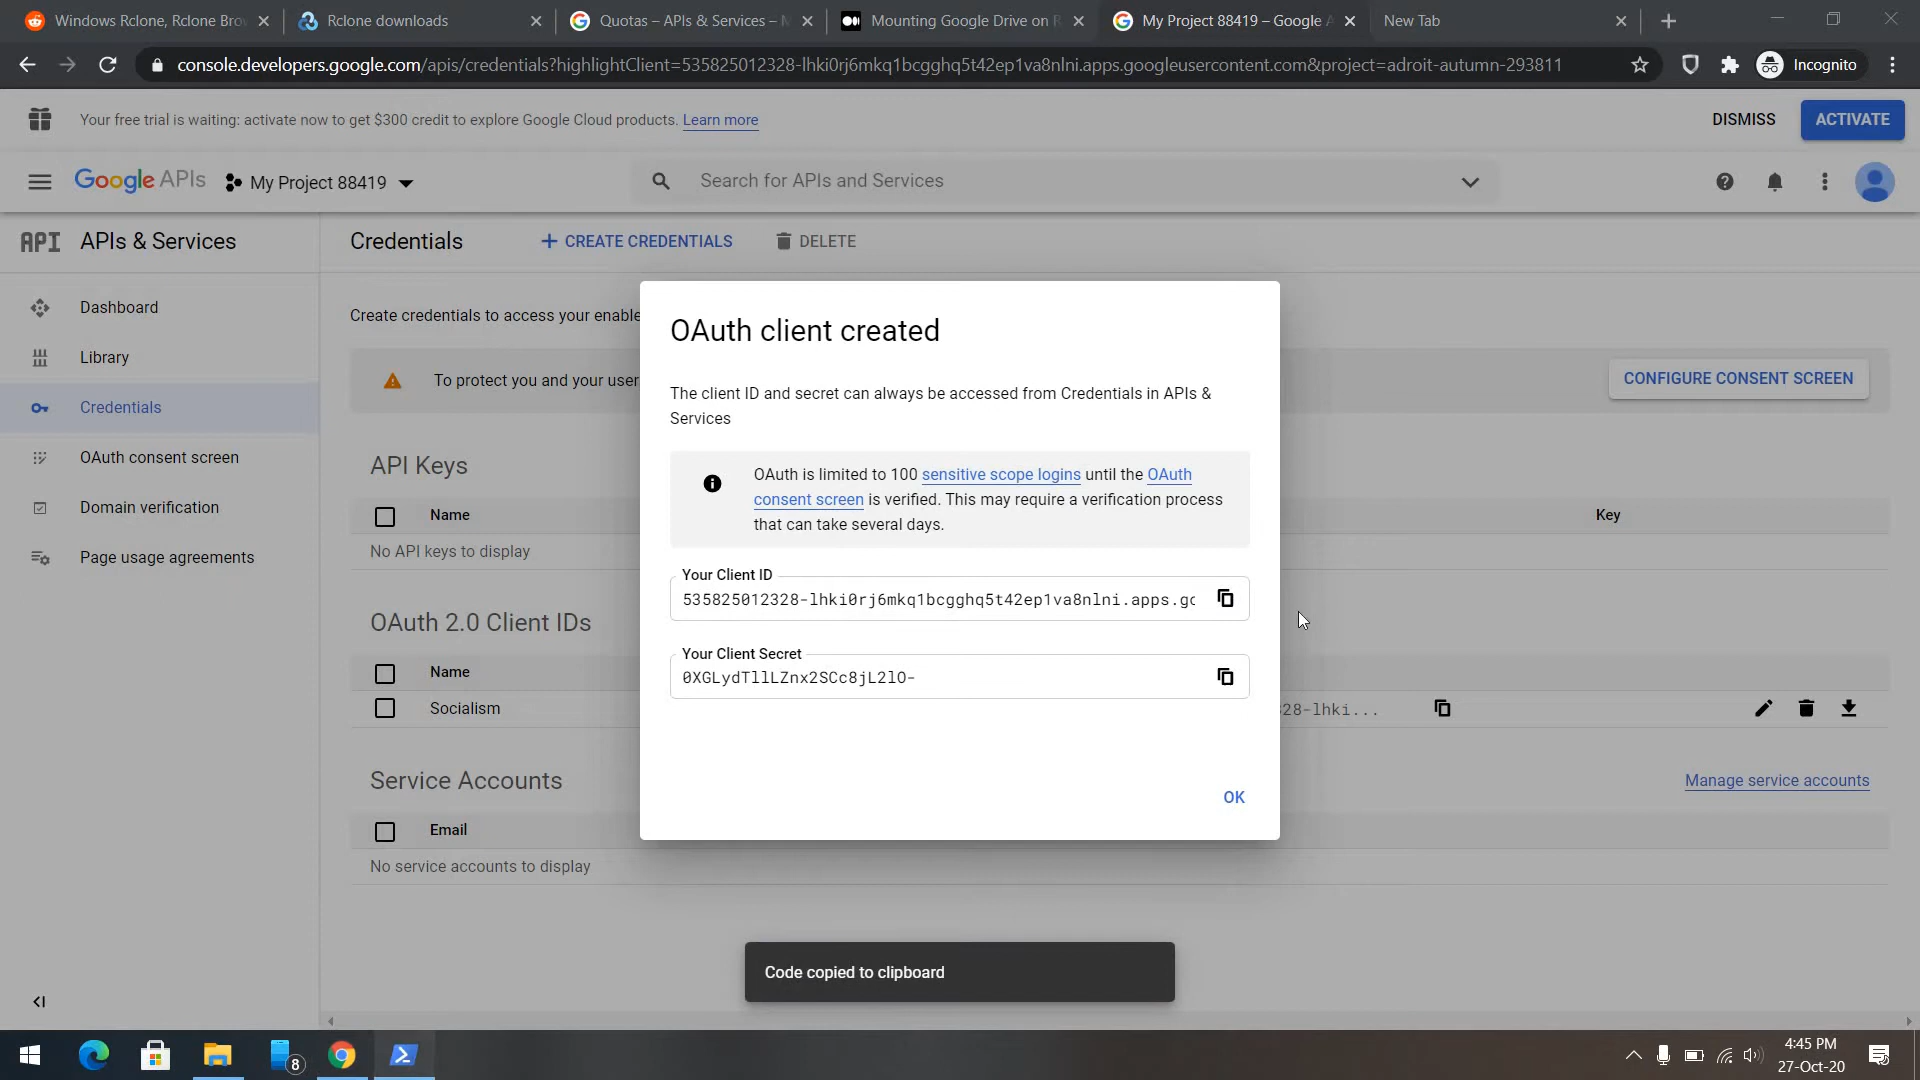 Windows Rclone, Rclone Brow
Rclone downloads
Quotas – APIs & Services –
Mounting Google Drive on
My Project 88419 – Google A
New Tab
console.developers.google.com/apis/credentials?highlightClient=535825012328-lhki0rj6mkq1bcgghq5t42ep1va8nlni.apps.googleusercontent.com&project=adroit-autumn-293811
Incognito
Your free trial is waiting: activate now to get $300 credit to explore Google Cloud products. Learn more
DISMISS
ACTIVATE
Google APIs
My Project 88419
Search for APIs and Services
API APIs & Services
Credentials
CREATE CREDENTIALS
DELETE
Dashboard
Library
Credentials
OAuth consent screen
Domain verification
Page usage agreements
Create credentials to access your enable
To protect you and your user
CONFIGURE CONSENT SCREEN
API Keys
Name
Key
No API keys to display
OAuth 2.0 Client IDs
Name
Socialism
328-lhki...
Service Accounts
Manage service accounts
Email
No service accounts to display
OAuth client created
The client ID and secret can always be accessed from Credentials in APIs &
Services
OAuth is limited to 100 sensitive scope logins until the OAuth
consent screen is verified. This may require a verification process
that can take several days.
Your Client ID
535825012328-lhki0rj6mkq1bcgghq5t42ep1va8nlni.apps.gc
Your Client Secret
0XGLydTllLZnx2SCc8jL2lO-
OK
Code copied to clipboard
8
4:45 PM
27-Oct-20